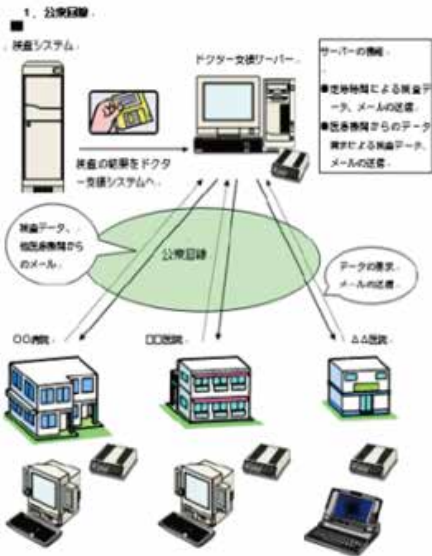 1. 公衆回線
検査システム
ドクター支援サーバー
サーバーの機能
●定時時間による検査デ
ータ、メールの送信
●医療機関からのデータ
要求による検査データ、
メールの送信
検査の結果をドクタ
ー支援システムへ
検査データ、
他医療機関から
のメール
公衆回線
データの要求
メールの送信
○○病院
□□医院
△△医院